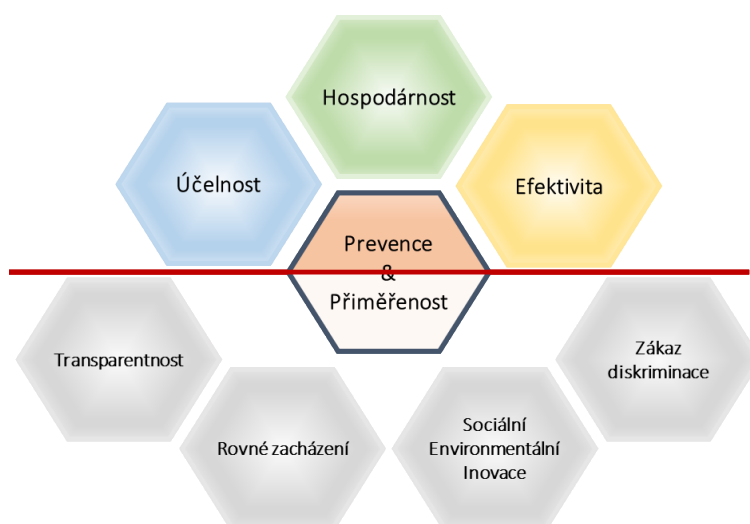 Hospodárnost
Účelnost
Efektivita
Prevence
&
Přiměřenost
Transparentnost
Zákaz
diskriminace
Rovné zacházení
Sociální
Environmentální
Inovace